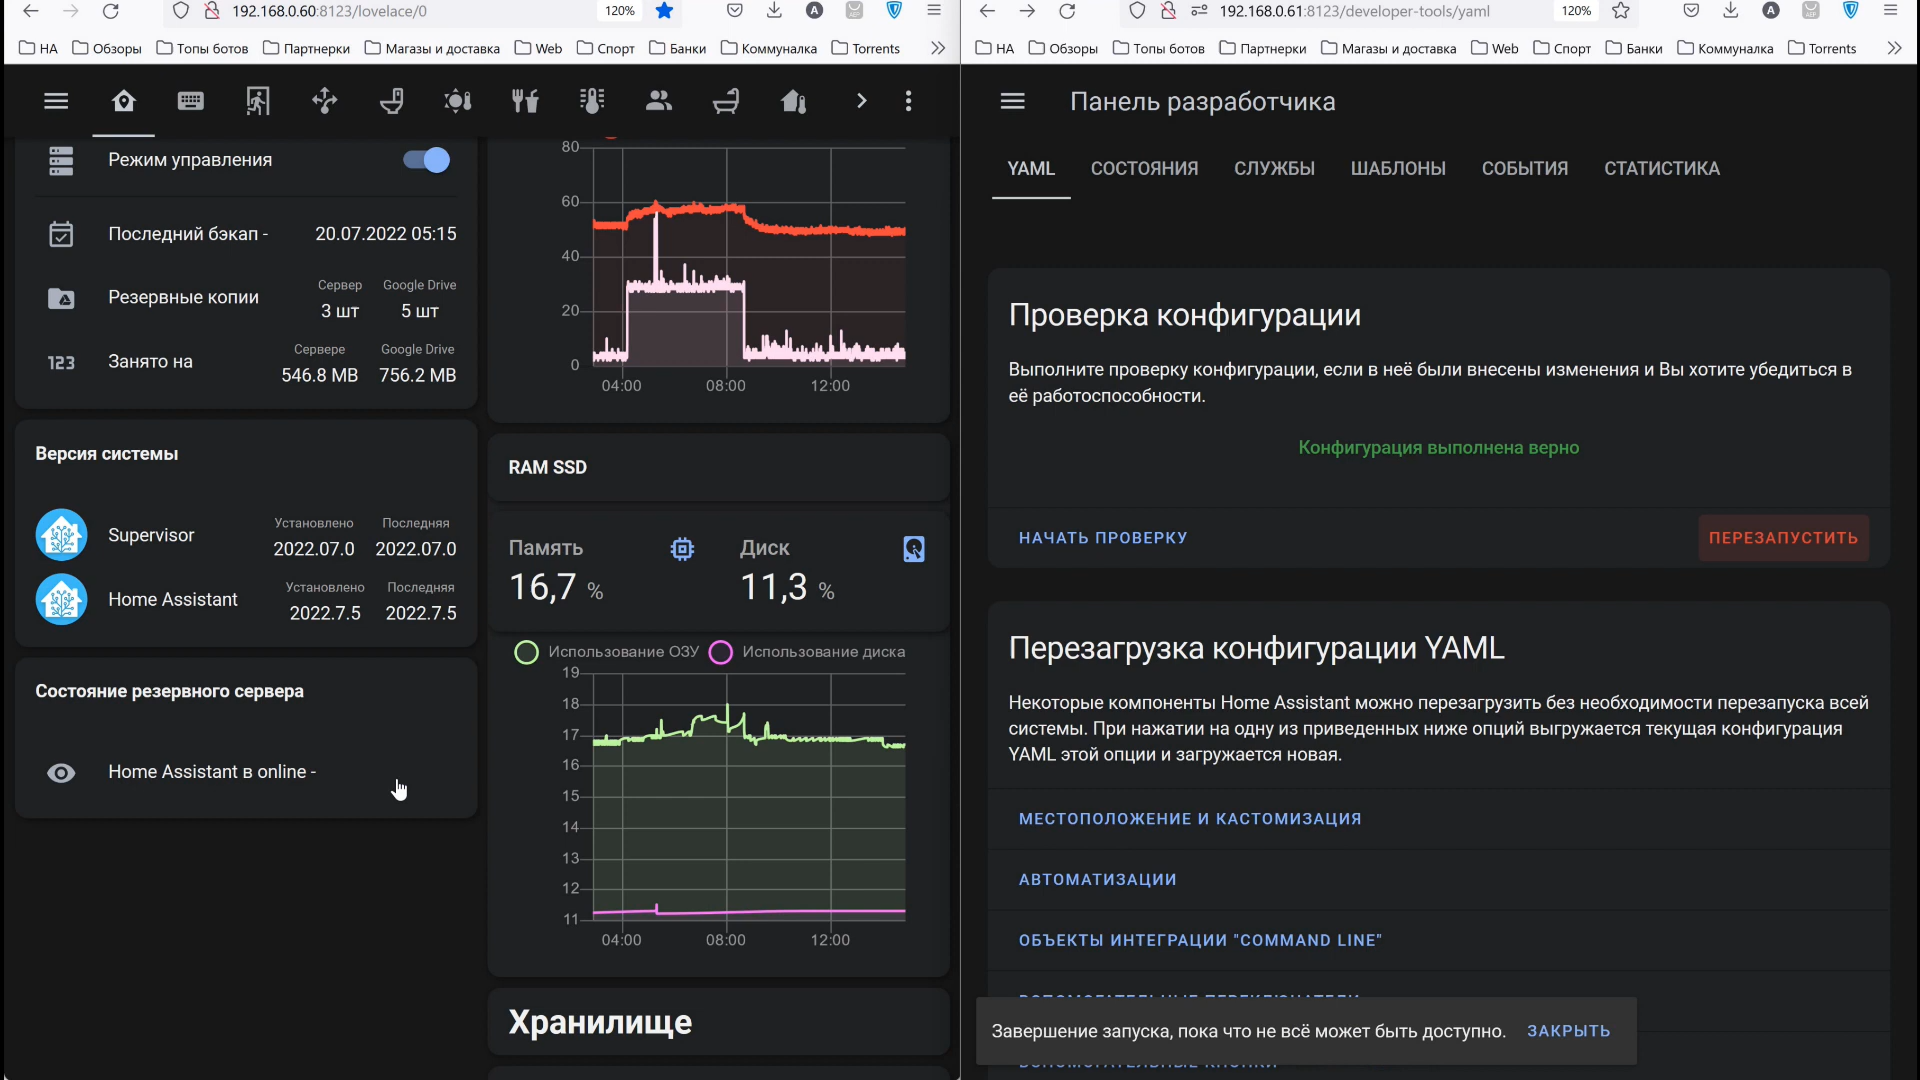 192.168.0.60:8123/lovelace/0
120%
HA
Обзоры
Топы ботов
Партнерки
Магазы и доставка
Web
Спорт
Банки
Коммуналка
Torrents
Режим управления
Последний бэкап -
20.07.2022 05:15
Резервные копии
Сервер
Google Drive
3 шт
5 шт
123
Занято на
Сервере
Google Drive
546.8 MB
756.2 MB
Версия системы
Supervisor
Установлено
Последняя
2022.07.0
2022.07.0
Home Assistant
Установлено
Последняя
2022.7.5
2022.7.5
Состояние резервного сервера
Home Assistant в online -
80
60
40
20
0
04:00
08:00
12:00
RAM SSD
Память
16,7 %
Диск
11,3 %
Использование ОЗУ
Использование диска
19
18
17
16
15
14
13
12
11
04:00
08:00
12:00
Хранилище
192.168.0.61:8123/developer-tools/yaml
120%
HA
Обзоры
Топы ботов
Партнерки
Магазы и доставка
Web
Спорт
Банки
Коммуналка
Torrents
Панель разработчика
YAML
СОСТОЯНИЯ
СЛУЖБЫ
ШАБЛОНЫ
СОБЫТИЯ
СТАТИСТИКА
Проверка конфигурации
Выполните проверку конфигурации, если в неё были внесены изменения и Вы хотите убедиться в
её работоспособности.
Конфигурация выполнена верно
НАЧАТЬ ПРОВЕРКУ
ПЕРЕЗАПУСТИТЬ
Перезагрузка конфигурации YAML
Некоторые компоненты Home Assistant можно перезагрузить без необходимости перезапуска всей
системы. При нажатии на одну из приведенных ниже опций выгружается текущая конфигурация
YAML этой опции и загружается новая.
МЕСТОПОЛОЖЕНИЕ И КАСТОМИЗАЦИЯ
АВТОМАТИЗАЦИИ
ОБЪЕКТЫ ИНТЕГРАЦИИ "COMMAND LINE"
Завершение запуска, пока что не всё может быть доступно.
ЗАКРЫТЬ